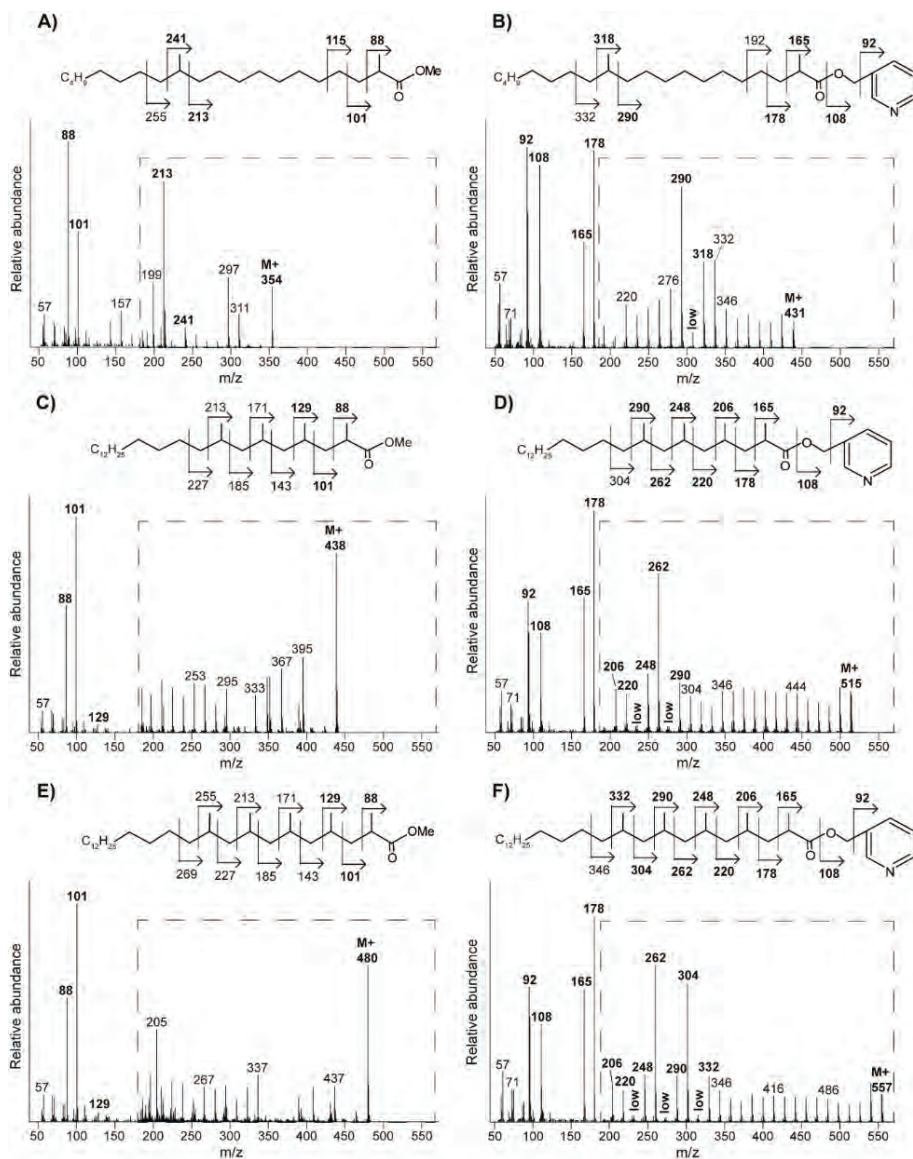 A)
241 115 88
C₄H₉ O OMe
255 213 101
Relative abundance
88
101
213
M+
354
199
297
311
157
241
57
50 100 150 200 250 300 350 400 450 500 550
m/z
B)
318 192 165 92
C₄H₉ O O N
332 290 178 108
Relative abundance
92
178
108
290
165
318
332
276
220
346
M+
431
57
71
low
50 100 150 200 250 300 350 400 450 500 550
m/z
C)
213 171 129 88
C₁₂H₂₅ O OMe
227 185 143 101
Relative abundance
101
M+
438
88
395
367
253
295
333
57
129
50 100 150 200 250 300 350 400 450 500 550
m/z
D)
290 248 206 165 92
C₁₂H₂₅ O O N
304 262 220 178 108
Relative abundance
178
262
92
165
108
206
220
248
290
304
346
444
M+
515
57
71
low
low
50 100 150 200 250 300 350 400 450 500 550
m/z
E)
255 213 171 129 88
C₁₂H₂₅ O OMe
269 227 185 143 101
Relative abundance
101
M+
480
88
205
337
267
437
57
129
50 100 150 200 250 300 350 400 450 500 550
m/z
F)
332 290 248 206 165 92
C₁₂H₂₅ O O N
346 304 262 220 178 108
Relative abundance
178
262
304
92
165
108
206
220
248
290
332
346
416
486
M+
557
57
71
low
low
low
50 100 150 200 250 300 350 400 450 500 550
m/z